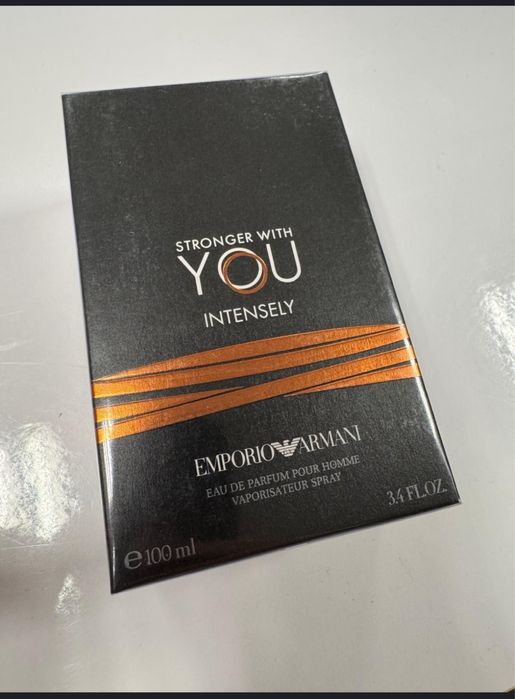 STRONGER WITH
YOU
INTENSELY
EMPORIO ARMANI
EAU DE PARFUM POUR HOMME
VAPORISATEUR SPRAY
3.4 FL.OZ.
e 100 ml